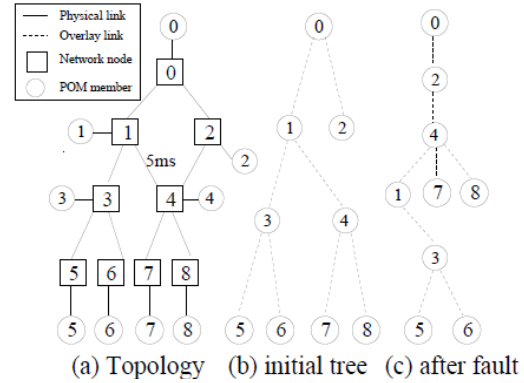 Physical link
Overlay link
Network node
POM member
0 0 0
0
2
1 1 2 1 2 4
5ms 2
1 7 8
3 3 4 4 3 4
3
5 6 7 8
5 6 7 8 5 6 7 8 5 6
(a) Topology (b) initial tree (c) after fault